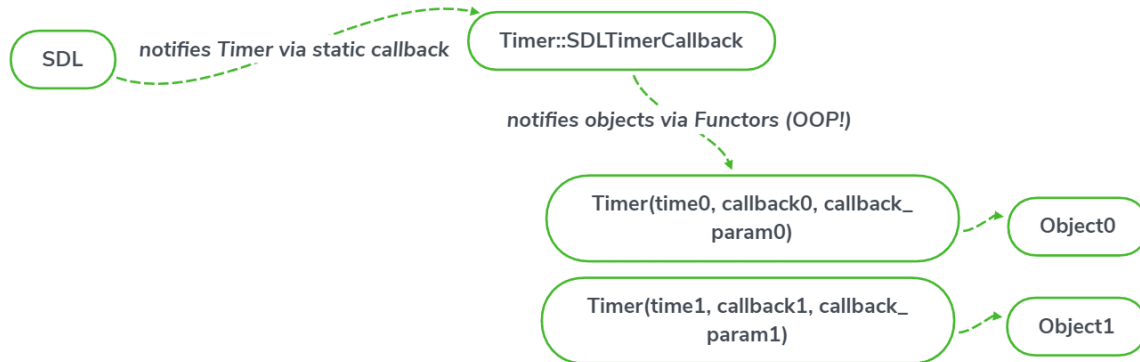 SDL
notifies Timer via static callback
Timer::SDLTimerCallback
notifies objects via Functors (OOP!)
Timer(time0, callback0, callback_
param0)
Object0
Timer(time1, callback1, callback_
param1)
Object1